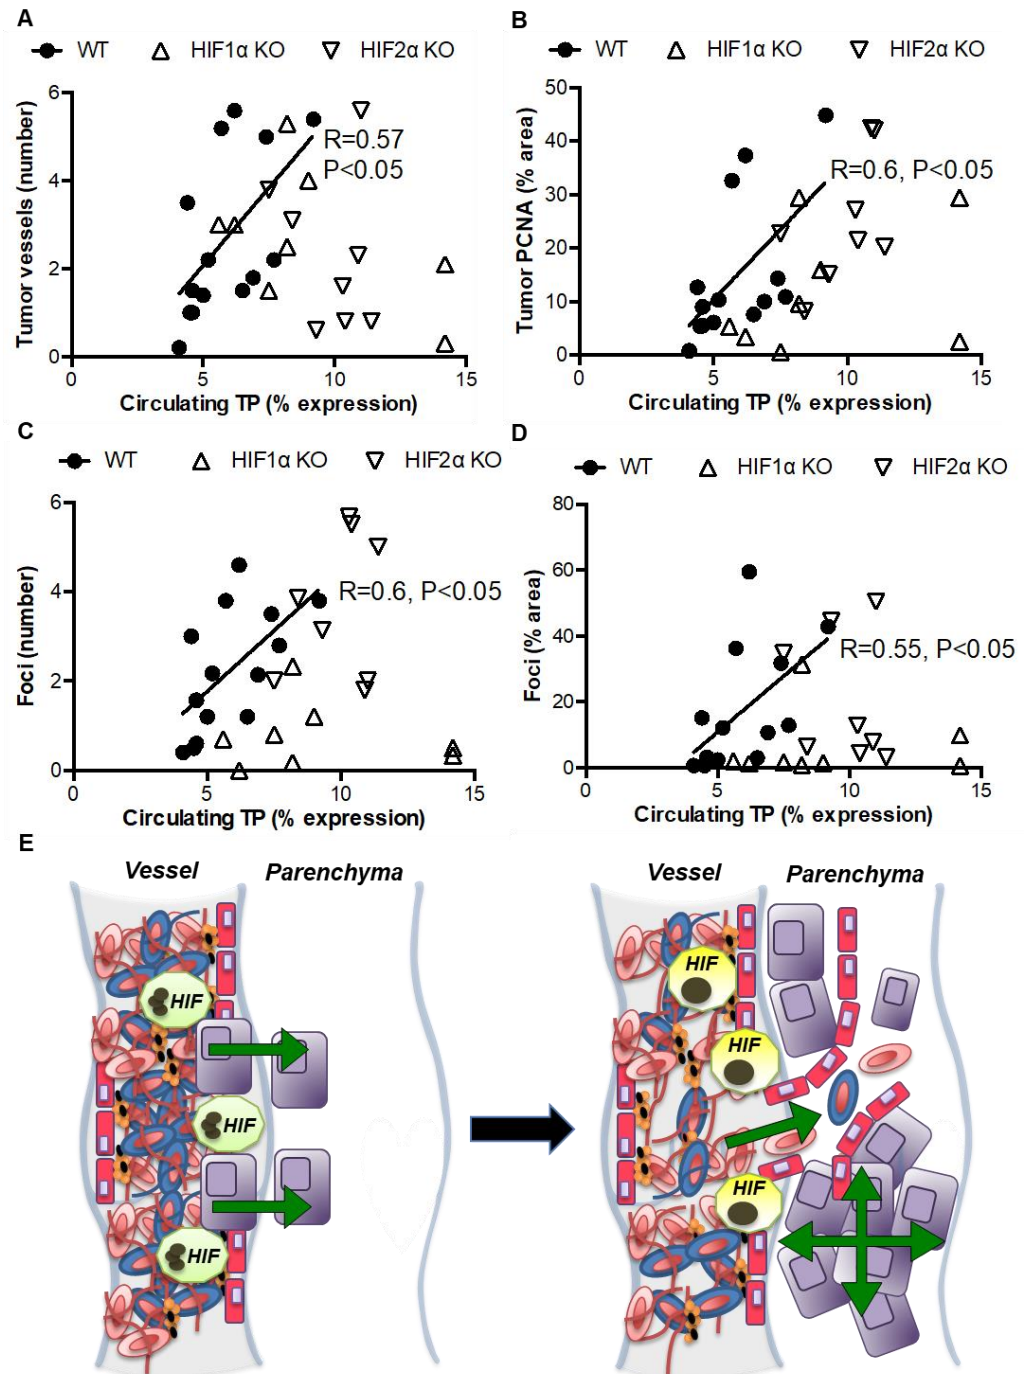 A
WT HIF1α KO HIF2α KO
6
4
2
0
0 5 10 15
Tumor vessels (number)
R=0.57
P<0.05
Circulating TP (% expression)
B
WT HIF1α KO HIF2α KO
50
40
30
20
10
0
0 5 10 15
Tumor PCNA (% area)
R=0.6, P<0.05
Circulating TP (% expression)
C
WT HIF1α KO HIF2α KO
6
4
2
0
0 5 10 15
Foci (number)
R=0.6, P<0.05
Circulating TP (% expression)
D
WT HIF1α KO HIF2α KO
80
60
40
20
0
0 5 10 15
Foci (% area)
R=0.55, P<0.05
Circulating TP (% expression)
E
Vessel Parenchyma
HIF
HIF
HIF
Vessel Parenchyma
HIF
HIF
HIF